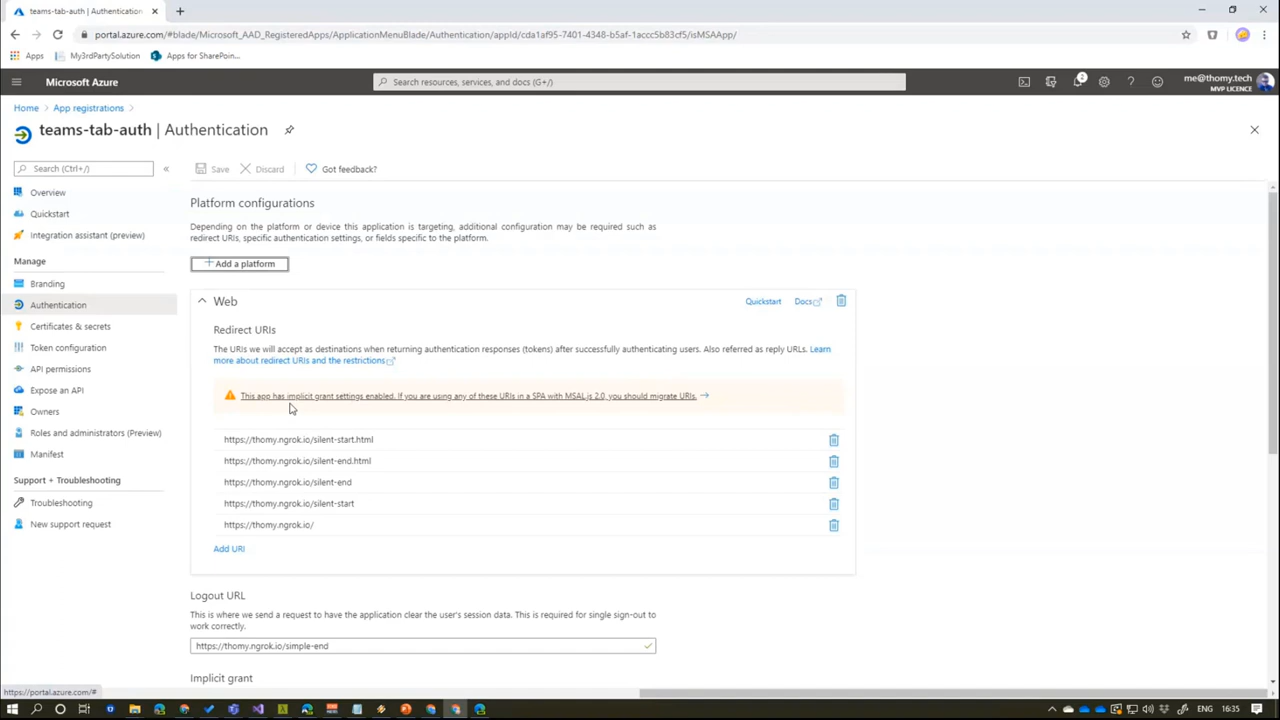 teams-tab-auth | Authentication
portal.azure.com/#blade/Microsoft_AAD_RegisteredApps/ApplicationMenuBlade/Authentication/appId/cda1af95-7401-4348-b5af-1accc5b83cf5/isMSAApp/
Apps
My3rdPartySolution
Apps for SharePoin...
Microsoft Azure
Search resources, services, and docs (G+/)
me@thomy.tech
MVP LICENCE
Home > App registrations >
teams-tab-auth | Authentication
Search (Ctrl+/)
Save
Discard
Got feedback?
Overview
Quickstart
Integration assistant (preview)
Manage
Branding
Authentication
Certificates & secrets
Token configuration
API permissions
Expose an API
Owners
Roles and administrators (Preview)
Manifest
Support + Troubleshooting
Troubleshooting
New support request
Platform configurations
Depending on the platform or device this application is targeting, additional configuration may be required such as
redirect URIs, specific authentication settings, or fields specific to the platform.
+ Add a platform
Web
Quickstart
Docs
Redirect URIs
The URIs we will accept as destinations when returning authentication responses (tokens) after successfully authenticating users. Also referred as reply URLs. Learn
more about redirect URIs and the restrictions
This app has implicit grant settings enabled. If you are using any of these URIs in a SPA with MSAL.js 2.0, you should migrate URIs.
https://thomy.ngrok.io/silent-start.html
https://thomy.ngrok.io/silent-end.html
https://thomy.ngrok.io/silent-end
https://thomy.ngrok.io/silent-start
https://thomy.ngrok.io/
Add URI
Logout URL
This is where we send a request to have the application clear the user's session data. This is required for single sign-out to
work correctly.
https://thomy.ngrok.io/simple-end
Implicit grant
https://portal.azure.com/#
ENG
16:35